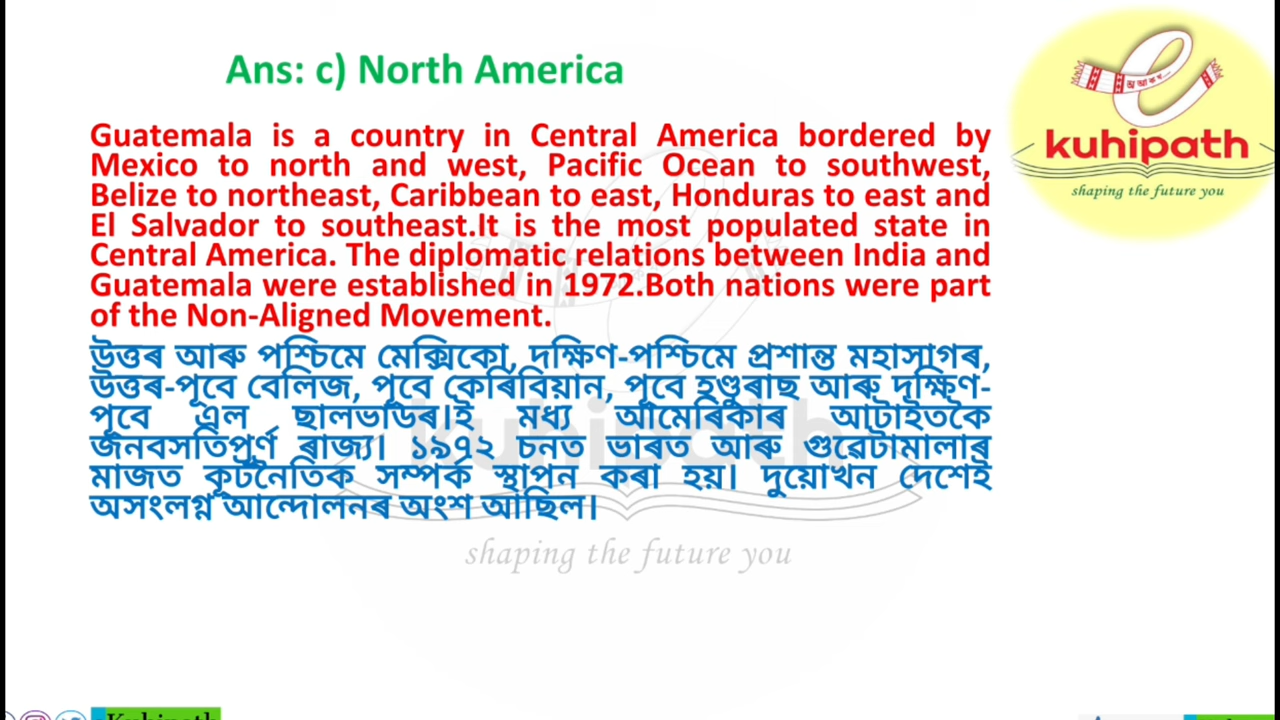 Ans: c) North America
অ আ ক খ....
kuhipath
shaping the future you
Guatemala is a country in Central America bordered by
Mexico to north and west, Pacific Ocean to southwest,
Belize to northeast, Caribbean to east, Honduras to east and
El Salvador to southeast.It is the most populated state in
Central America. The diplomatic relations between India and
Guatemala were established in 1972.Both nations were part
of the Non-Aligned Movement.
উত্তৰ আৰু পশ্চিমে মেক্সিকো, দক্ষিণ-পশ্চিমে প্ৰশান্ত মহাসাগৰ,
উত্তৰ-পূবে বেলিজ, পূবে কেৰিবিয়ান, পূবে হণ্ডুৰাছ আৰু দক্ষিণ-
পূবে এল ছালভাডৰ।ই মধ্য আমেৰিকাৰ আটাইতকৈ
জনবসতিপূৰ্ণ ৰাজ্য। ১৯৭২ চনত ভাৰত আৰু গুৱেটামালাৰ
মাজত কূটনৈতিক সম্পৰ্ক স্থাপন কৰা হয়। দুয়োখন দেশেই
অসংলগ্ন আন্দোলনৰ অংশ আছিল।
kuhipath
shaping the future you